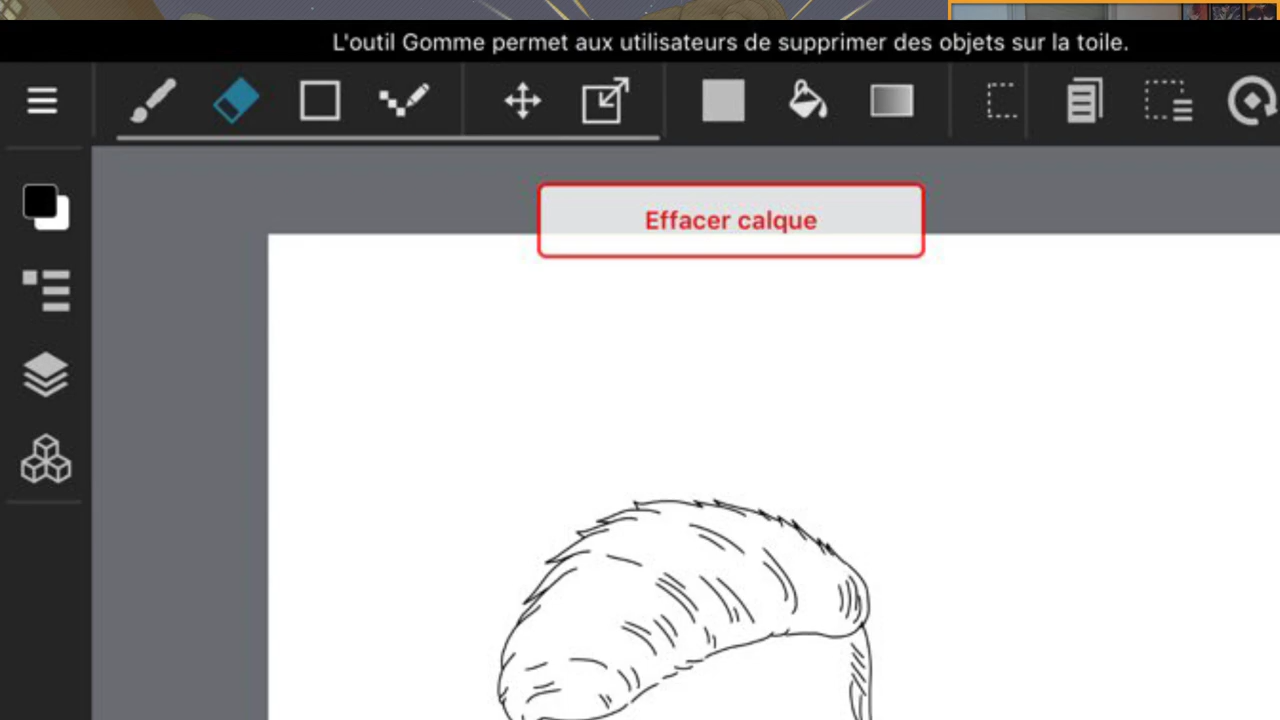 L'outil Gomme permet aux utilisateurs de supprimer des objets sur la toile.
Effacer calque